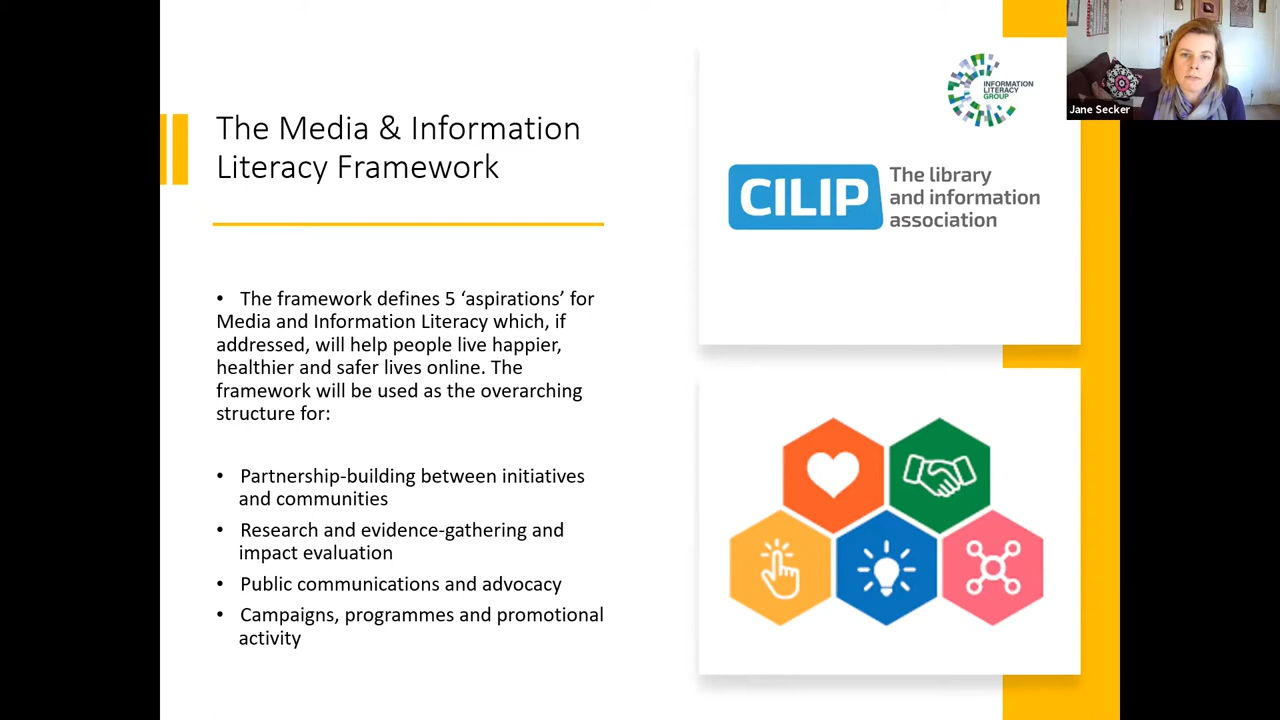 The Media & Information
Literacy Framework
• The framework defines 5 ‘aspirations’ for
Media and Information Literacy which, if
addressed, will help people live happier,
healthier and safer lives online. The
framework will be used as the overarching
structure for:
• Partnership-building between initiatives
and communities
• Research and evidence-gathering and
impact evaluation
• Public communications and advocacy
• Campaigns, programmes and promotional
activity
INFORMATION
LITERACY
GROUP
CILIP
The library
and information
association
Jane Secker